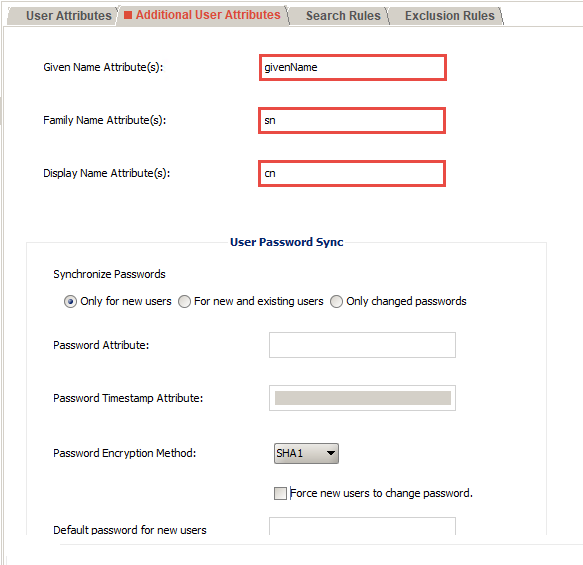 User Attributes Additional User Attributes Search Rules Exclusion Rules
Given Name Attribute(s): givenName
Family Name Attribute(s): sn
Display Name Attribute(s): cn
User Password Sync
Synchronize Passwords
Only for new users For new and existing users Only changed passwords
Password Attribute:
Password Timestamp Attribute:
Password Encryption Method: SHA1
Force new users to change password.
Default password for new users